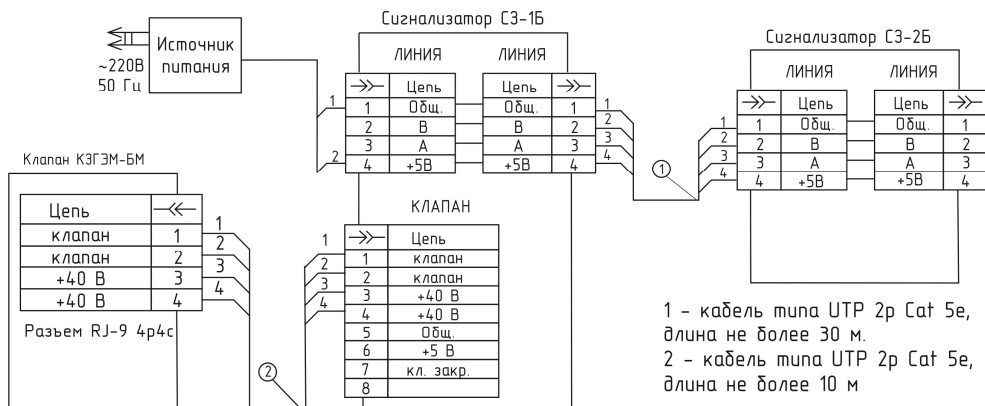 Сигнализатор СЗ-1Б
Сигнализатор СЗ-2Б
Источник
питания
~220В
50 Гц
ЛИНИЯ ЛИНИЯ
Цепь Цепь
1 1 Общ. Общ. 1 1
2 В В 2 2
3 А А 3 3
2 4 +5В +5В 4 4
ЛИНИЯ ЛИНИЯ
Цепь Цепь
1 1 Общ. Общ. 1
2 2 В В 2
3 3 А А 3
4 4 +5В +5В 4
1
Клапан КЗГЭМ-БМ
Цепь
клапан 1 1
клапан 2 2
+40 В 3 3
+40 В 4 4
Разъем RJ-9 4p4c
2
КЛАПАН
Цепь
1 1 клапан
2 2 клапан
3 3 +40 В
4 4 +40 В
5 Общ.
6 +5 В
7 кл. закр.
8
1 - кабель типа UTP 2p Cat 5e,
длина не более 30 м.
2 - кабель типа UTP 2p Cat 5e,
длина не более 10 м